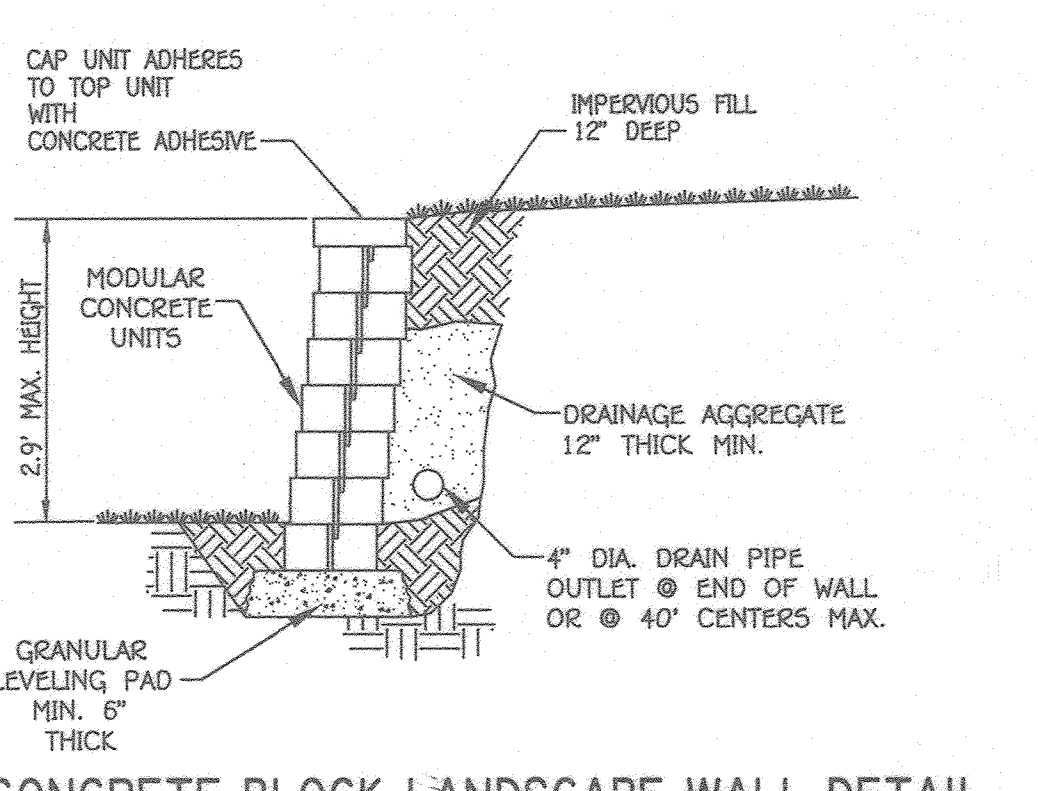 CAP UNIT ADHERES
TO TOP UNIT
WITH
CONCRETE ADHESIVE
IMPERVIOUS FILL
12" DEEP
2.9' MAX. HEIGHT
MODULAR
CONCRETE
UNITS
DRAINAGE AGGREGATE
12" THICK MIN.
4" DIA. DRAIN PIPE
OUTLET @ END OF WALL
OR @ 40' CENTERS MAX.
GRANULAR
LEVELING PAD
MIN. 6"
THICK
CONCRETE BLOCK LANDSCAPE WALL DETAIL